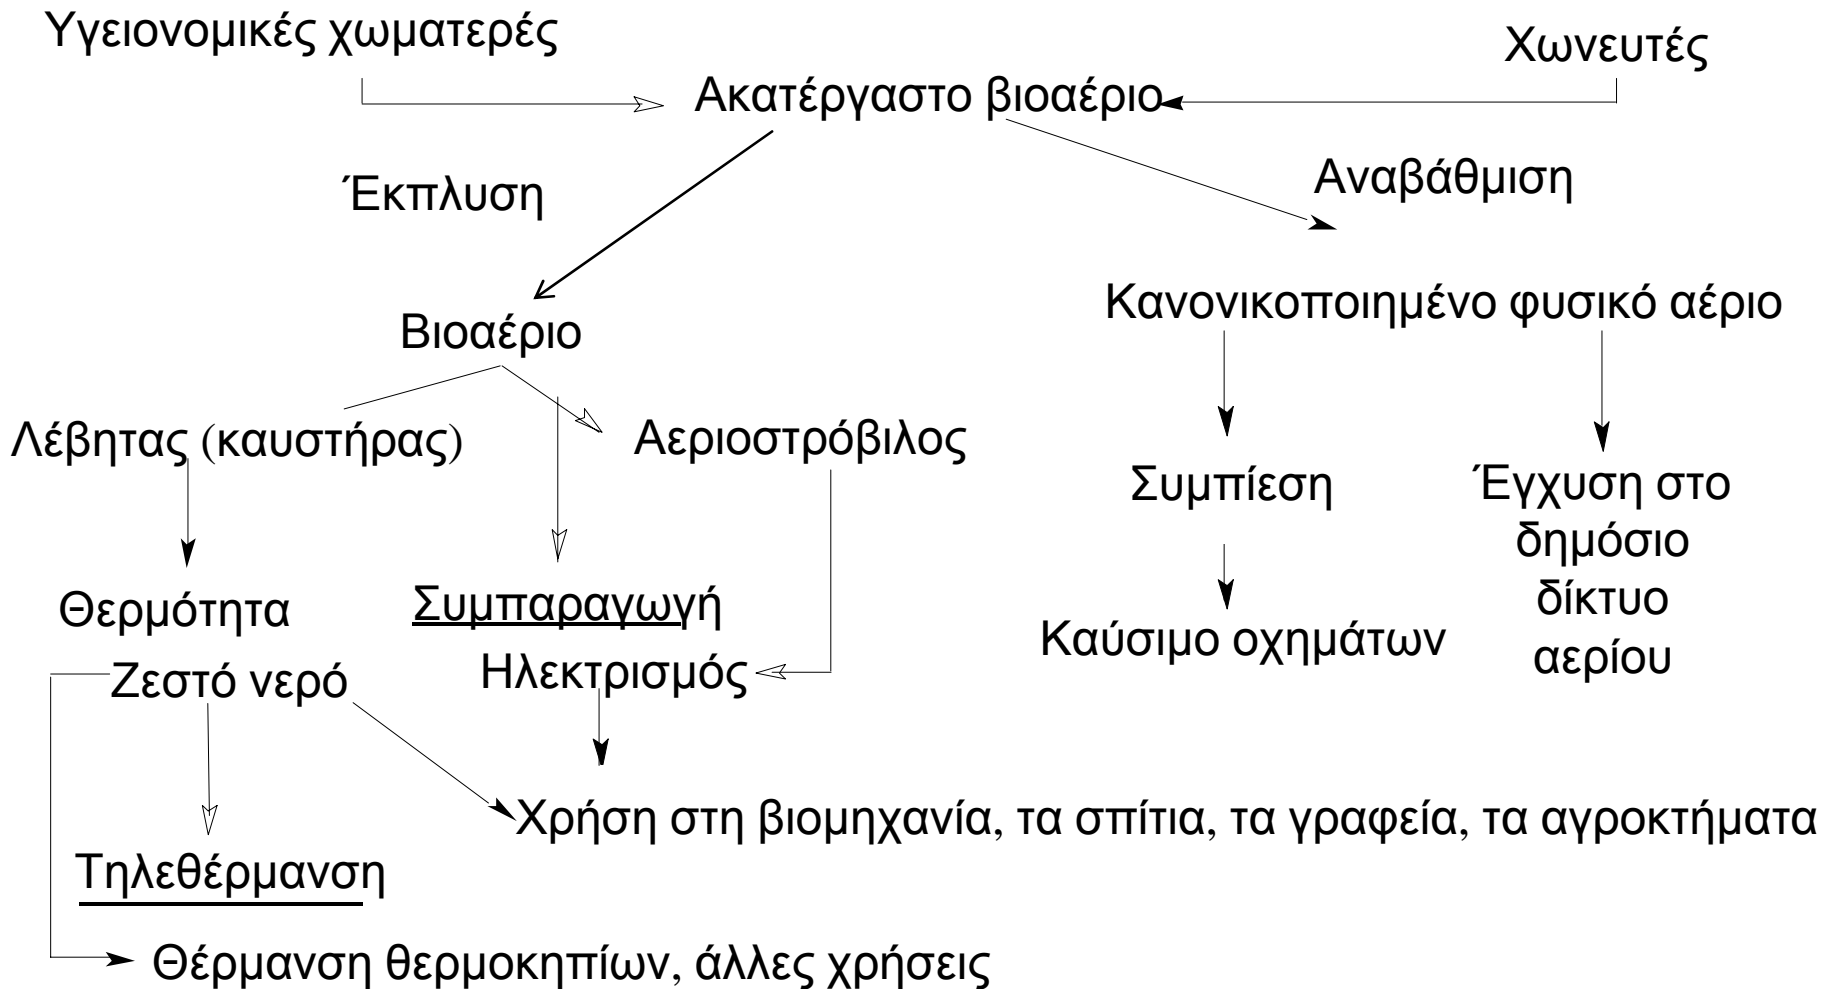 Υγειονομικές χωματερές
Χωνευτές
Ακατέργαστο βιοαέριο
Έκπλυση
Αναβάθμιση
Βιοαέριο
Κανονικοποιημένο φυσικό αέριο
Λέβητας (καυστήρας)
Αεριοστρόβιλος
Συμπίεση
Έγχυση στο
δημόσιο
δίκτυο
αερίου
Θερμότητα
Συμπαραγωγή
Καύσιμο οχημάτων
Ζεστό νερό
Ηλεκτρισμός
Χρήση στη βιομηχανία, τα σπίτια, τα γραφεία, τα αγροκτήματα
Τηλεθέρμανση
Θέρμανση θερμοκηπίων, άλλες χρήσεις